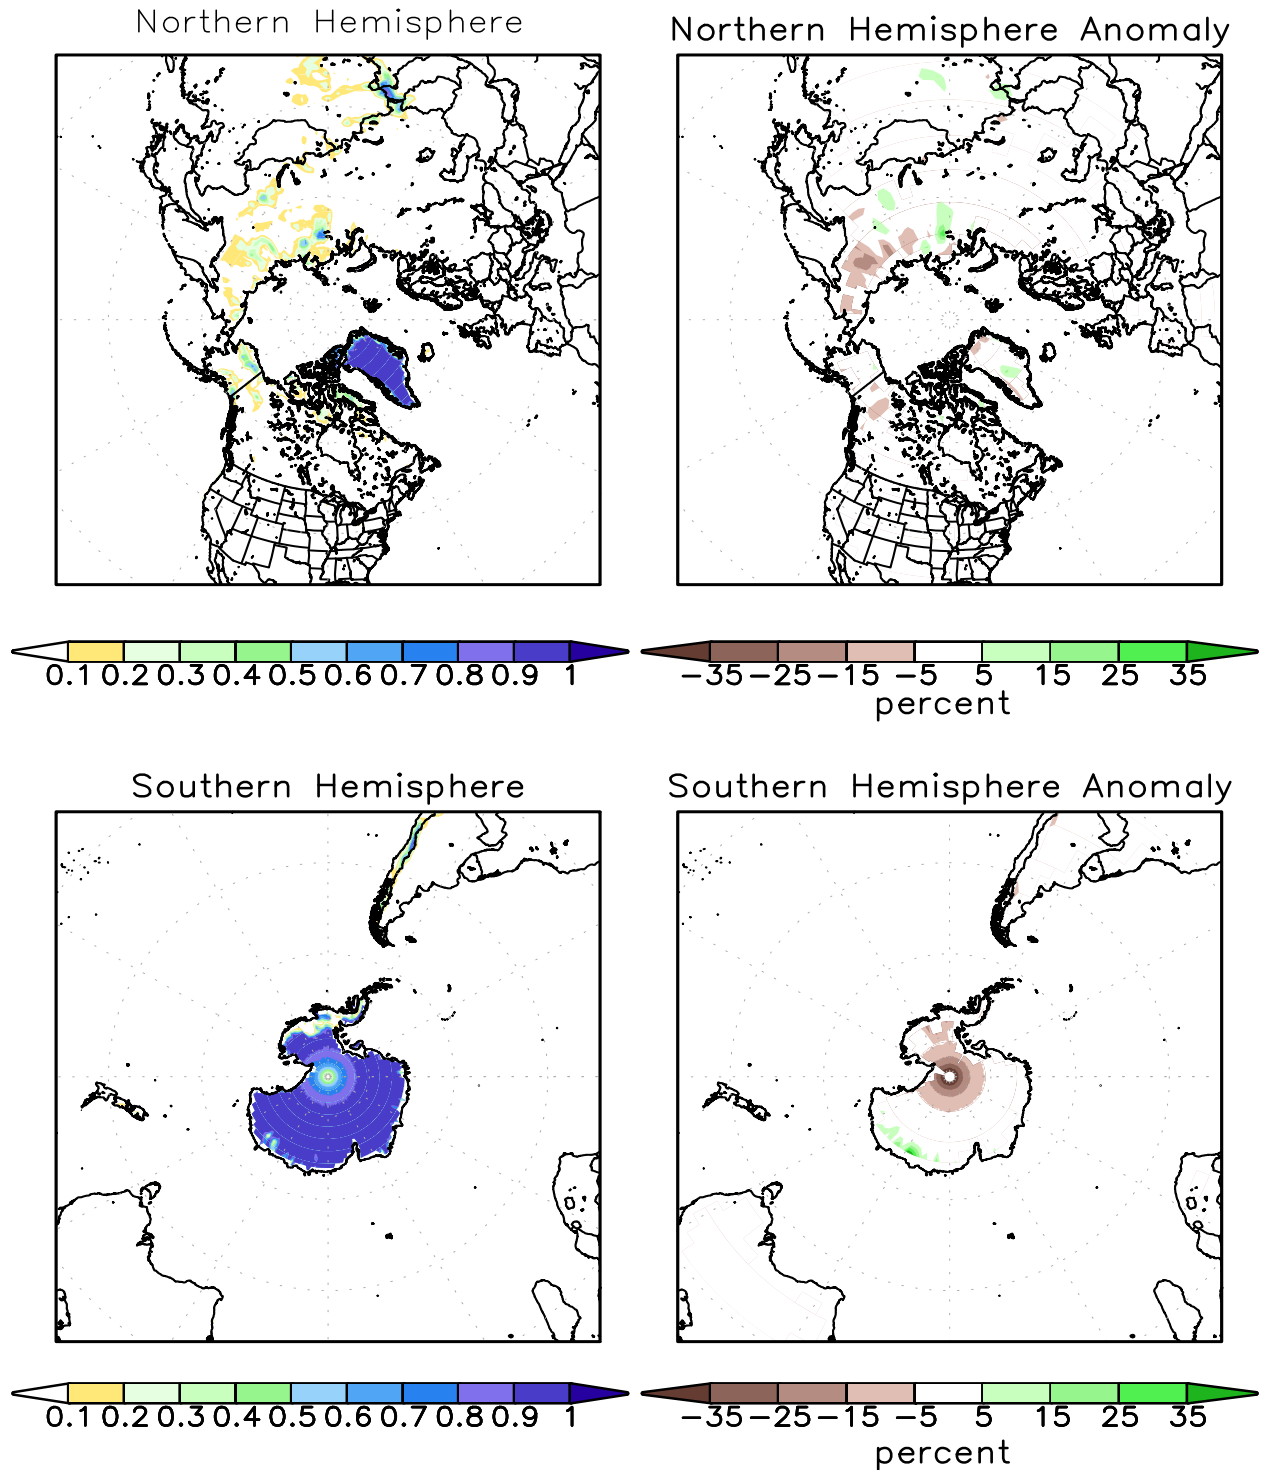 Northern Hemisphere
Northern Hemisphere Anomaly
0.1 0.2 0.3 0.4 0.5 0.6 0.7 0.8 0.9 1
-35 -25 -15 -5 5 15 25 35
percent
Southern Hemisphere
Southern Hemisphere Anomaly
0.1 0.2 0.3 0.4 0.5 0.6 0.7 0.8 0.9 1
-35 -25 -15 -5 5 15 25 35
percent